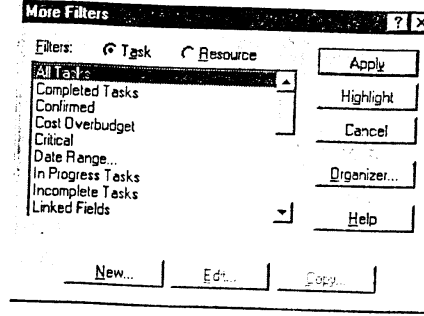 More Filters ? X
Filters: Task Resource
All Tasks
Completed Tasks
Confirmed
Cost Overbudget
Critical
Date Range...
In Progress Tasks
Incomplete Tasks
Linked Fields
Apply
Highlight
Cancel
Organizer...
Help
New... Edit... Copy...